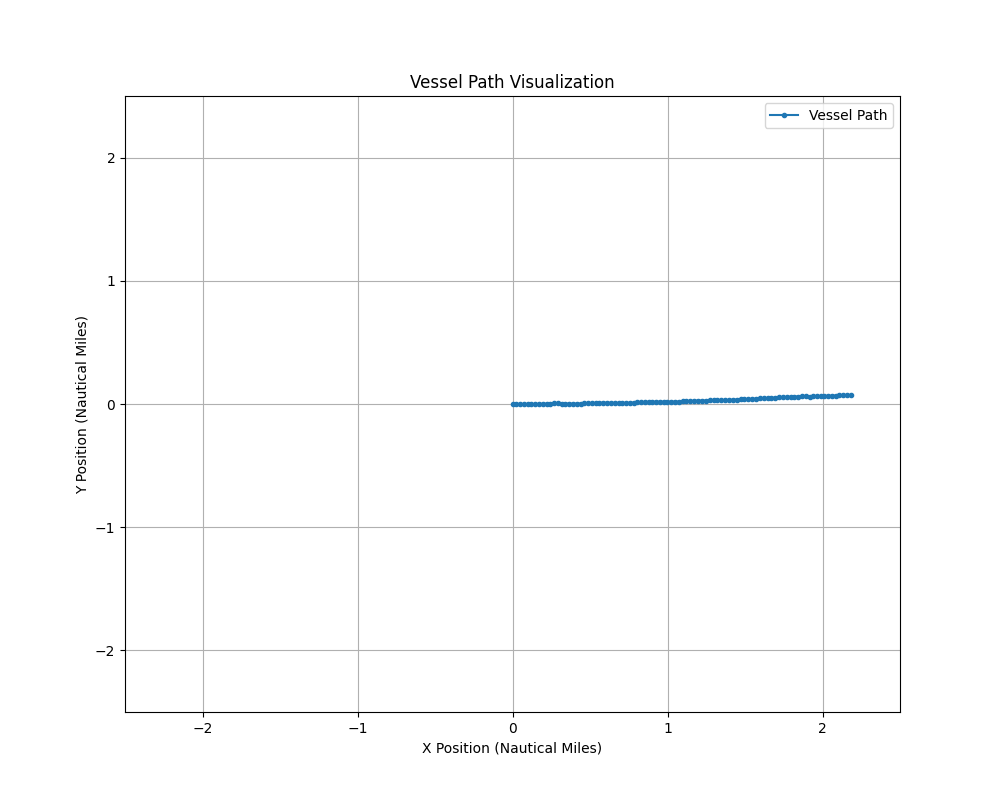 Vessel Path Visualization
Vessel Path
2
1
0
−1
−2
Y Position (Nautical Miles)
−2
−1
0
1
2
X Position (Nautical Miles)